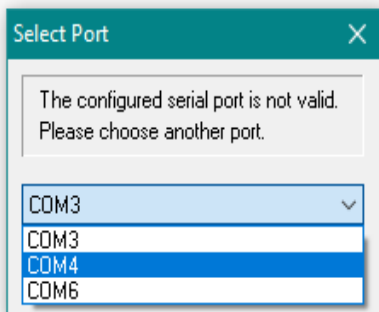 Select Port
The configured serial port is not valid.
Please choose another port.
COM3
COM3
COM4
COM6